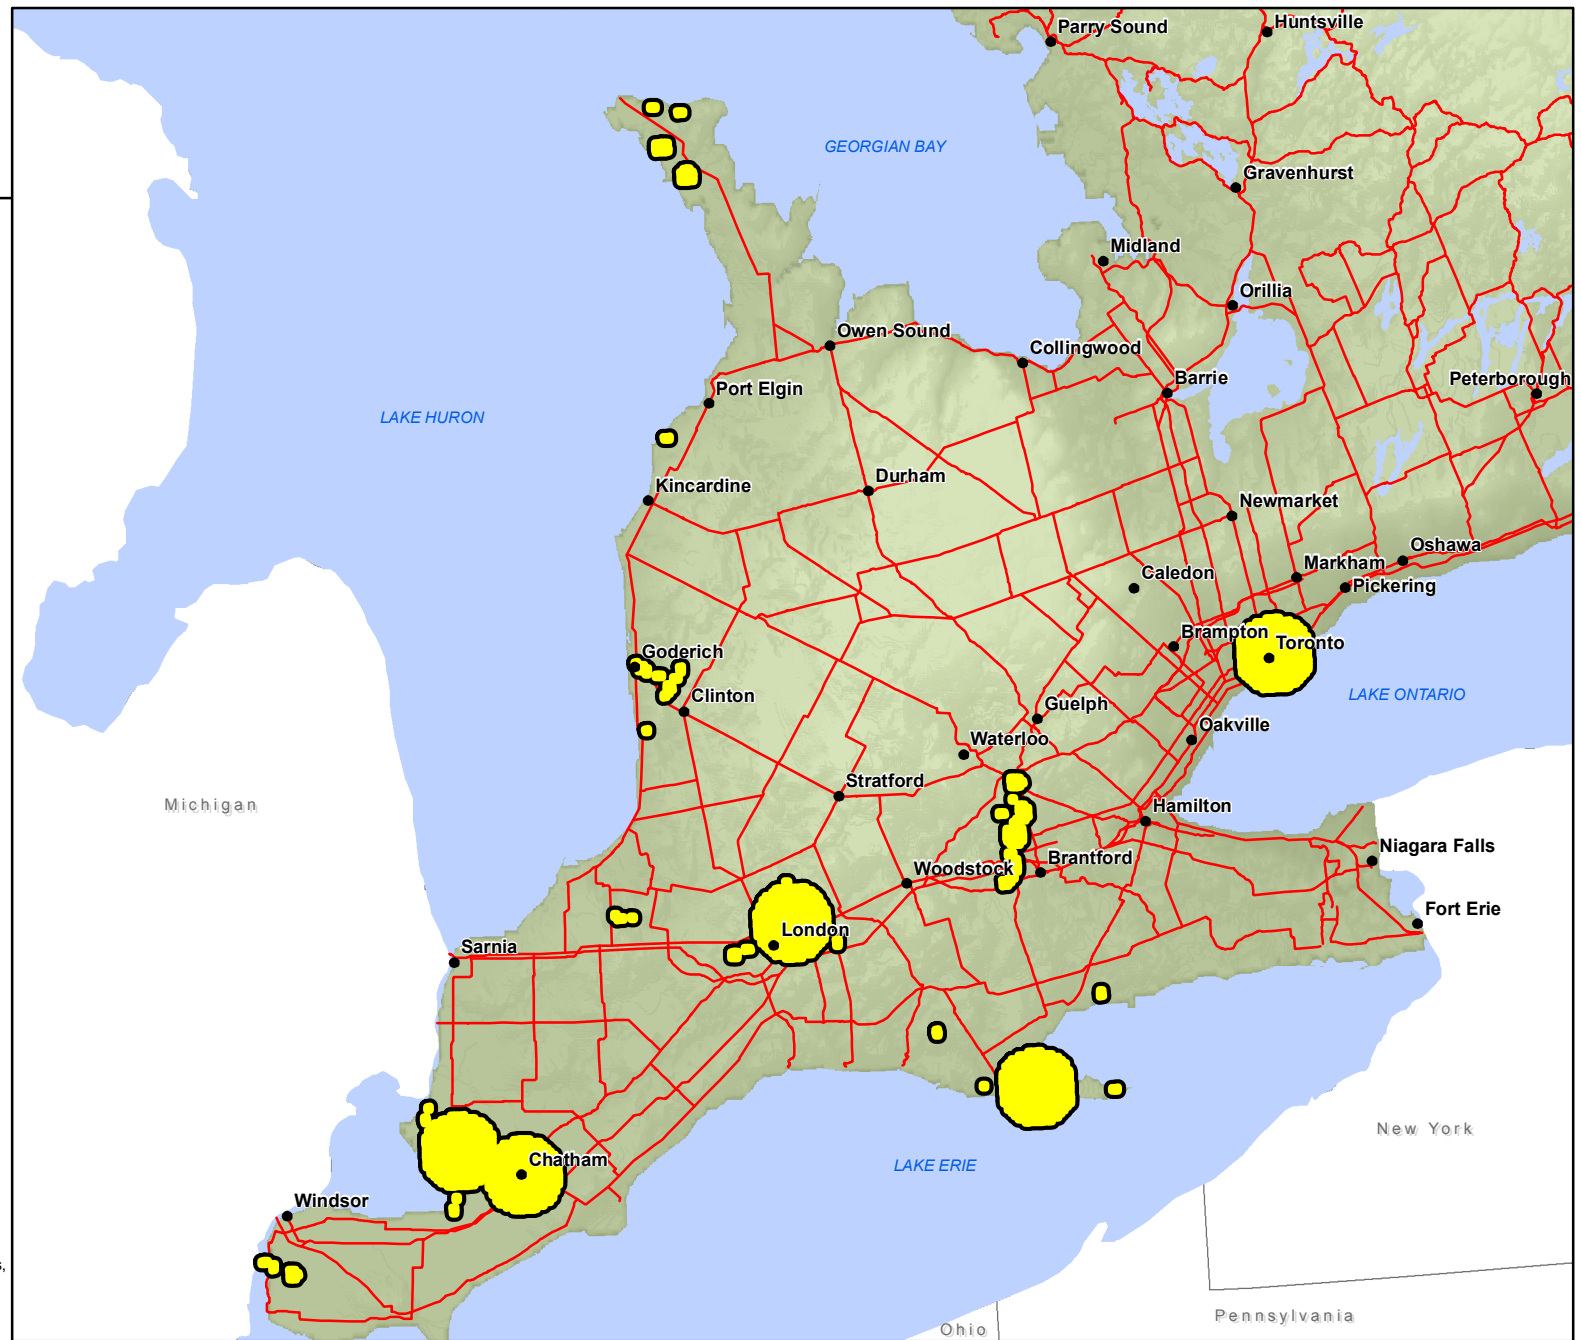 Parry Sound
Huntsville
GEORGIAN BAY
Gravenhurst
Midland
Orillia
Owen Sound
Collingwood
Barrie
Peterborough
Port Elgin
LAKE HURON
Durham
Kincardine
Newmarket
Oshawa
Markham
Caledon
Pickering
Brampton
Toronto
Goderich
LAKE ONTARIO
Clinton
Guelph
Oakville
Waterloo
Stratford
Michigan
Hamilton
Niagara Falls
Brantford
Woodstock
Fort Erie
London
Sarnia
New York
Chatham
LAKE ERIE
Windsor
s,
Pennsylvania
Ohio